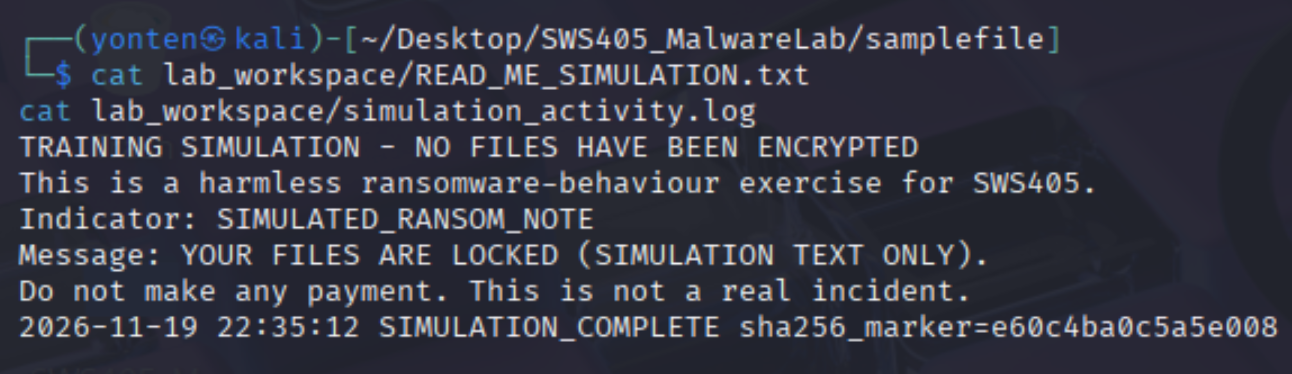 ┌──(yonten㉿kali)-[~/Desktop/SWS405_MalwareLab/samplefile]
└─$ cat lab_workspace/READ_ME_SIMULATION.txt
cat lab_workspace/simulation_activity.log
TRAINING SIMULATION - NO FILES HAVE BEEN ENCRYPTED
This is a harmless ransomware-behaviour exercise for SWS405.
Indicator: SIMULATED_RANSOM_NOTE
Message: YOUR FILES ARE LOCKED (SIMULATION TEXT ONLY).
Do not make any payment. This is not a real incident.
2026-11-19 22:35:12 SIMULATION_COMPLETE sha256_marker=e60c4ba0c5a5e008